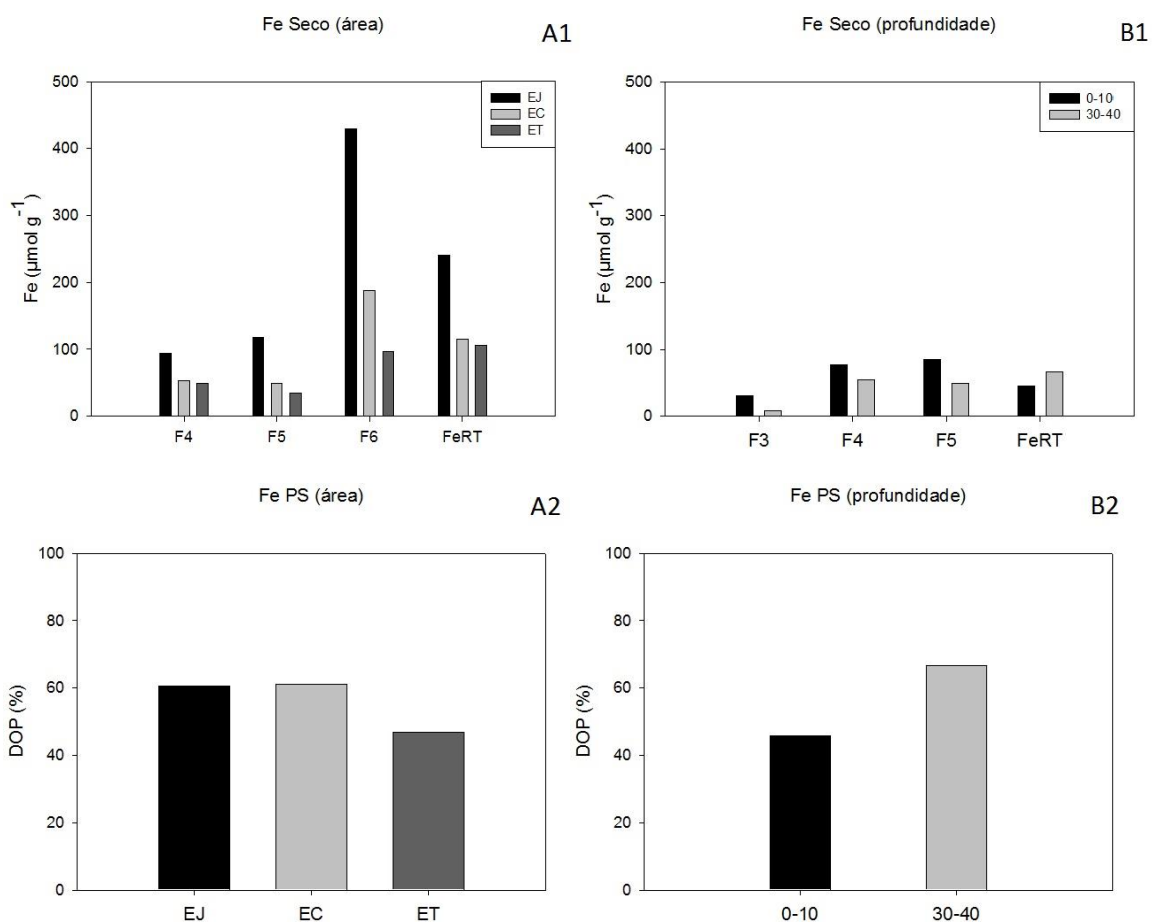 Fe Seco (área)
A1
Fe (µmol g-1)
500
400
300
200
100
0
EJ
EC
ET
F4 F5 F6 FeRT
Fe Seco (profundidade)
B1
Fe (µmol g-1)
500
400
300
200
100
0
0-10
30-40
F3 F4 F5 FeRT
Fe PS (área)
A2
DOP (%)
100
80
60
40
20
0
EJ EC ET
Fe PS (profundidade)
B2
DOP (%)
100
80
60
40
20
0
0-10 30-40